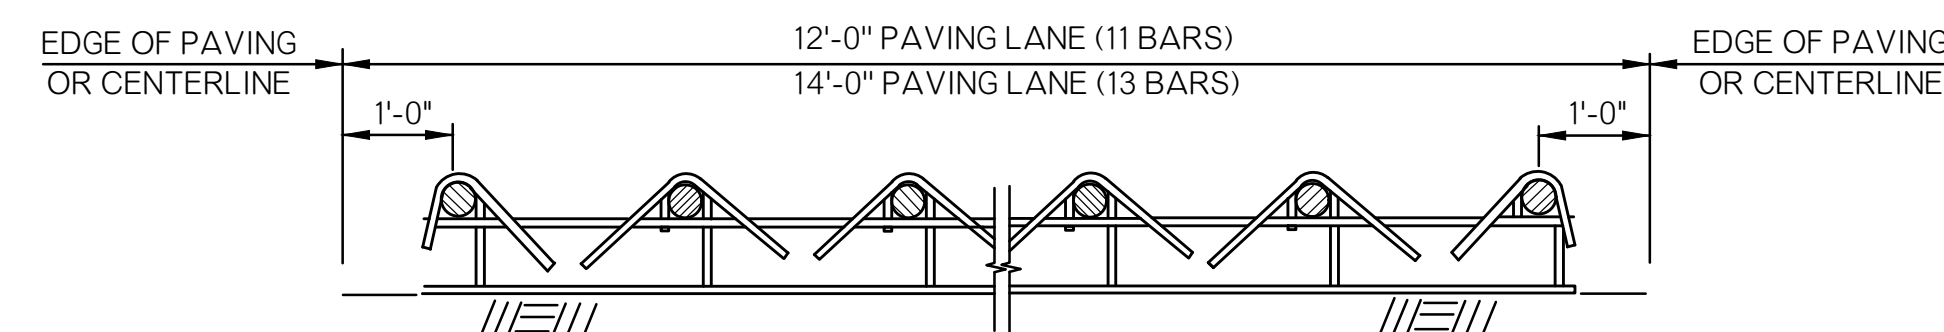 EDGE OF PAVING
OR CENTERLINE
12'-0" PAVING LANE (11 BARS)
14'-0" PAVING LANE (13 BARS)
EDGE OF PAVING
OR CENTERLINE
1'-0"
1'-0"